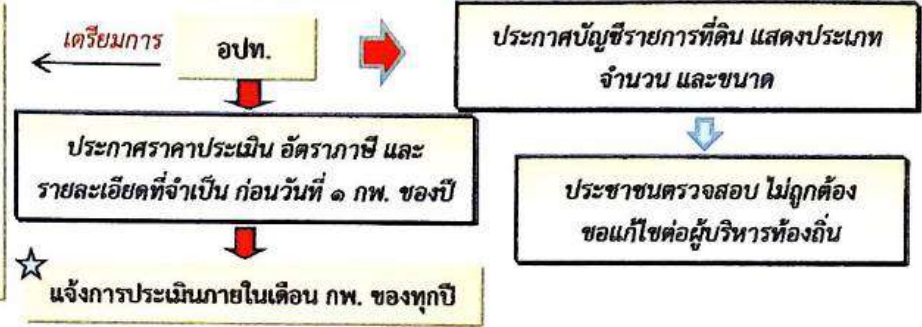 เตรียมการ
อปท.
ประกาศบัญชีรายการที่ดิน แสดงประเภท
จำนวน และขนาด
ประกาศราคาประเมิน อัตราภาษี และ
รายละเอียดที่จำเป็น ก่อนวันที่ ๑ กพ. ของปี
ประชาชนตรวจสอบ ไม่ถูกต้อง
ขอแก้ไขต่อผู้บริหารท้องถิ่น
แจ้งการประเมินภายในเดือน กพ. ของทุกปี